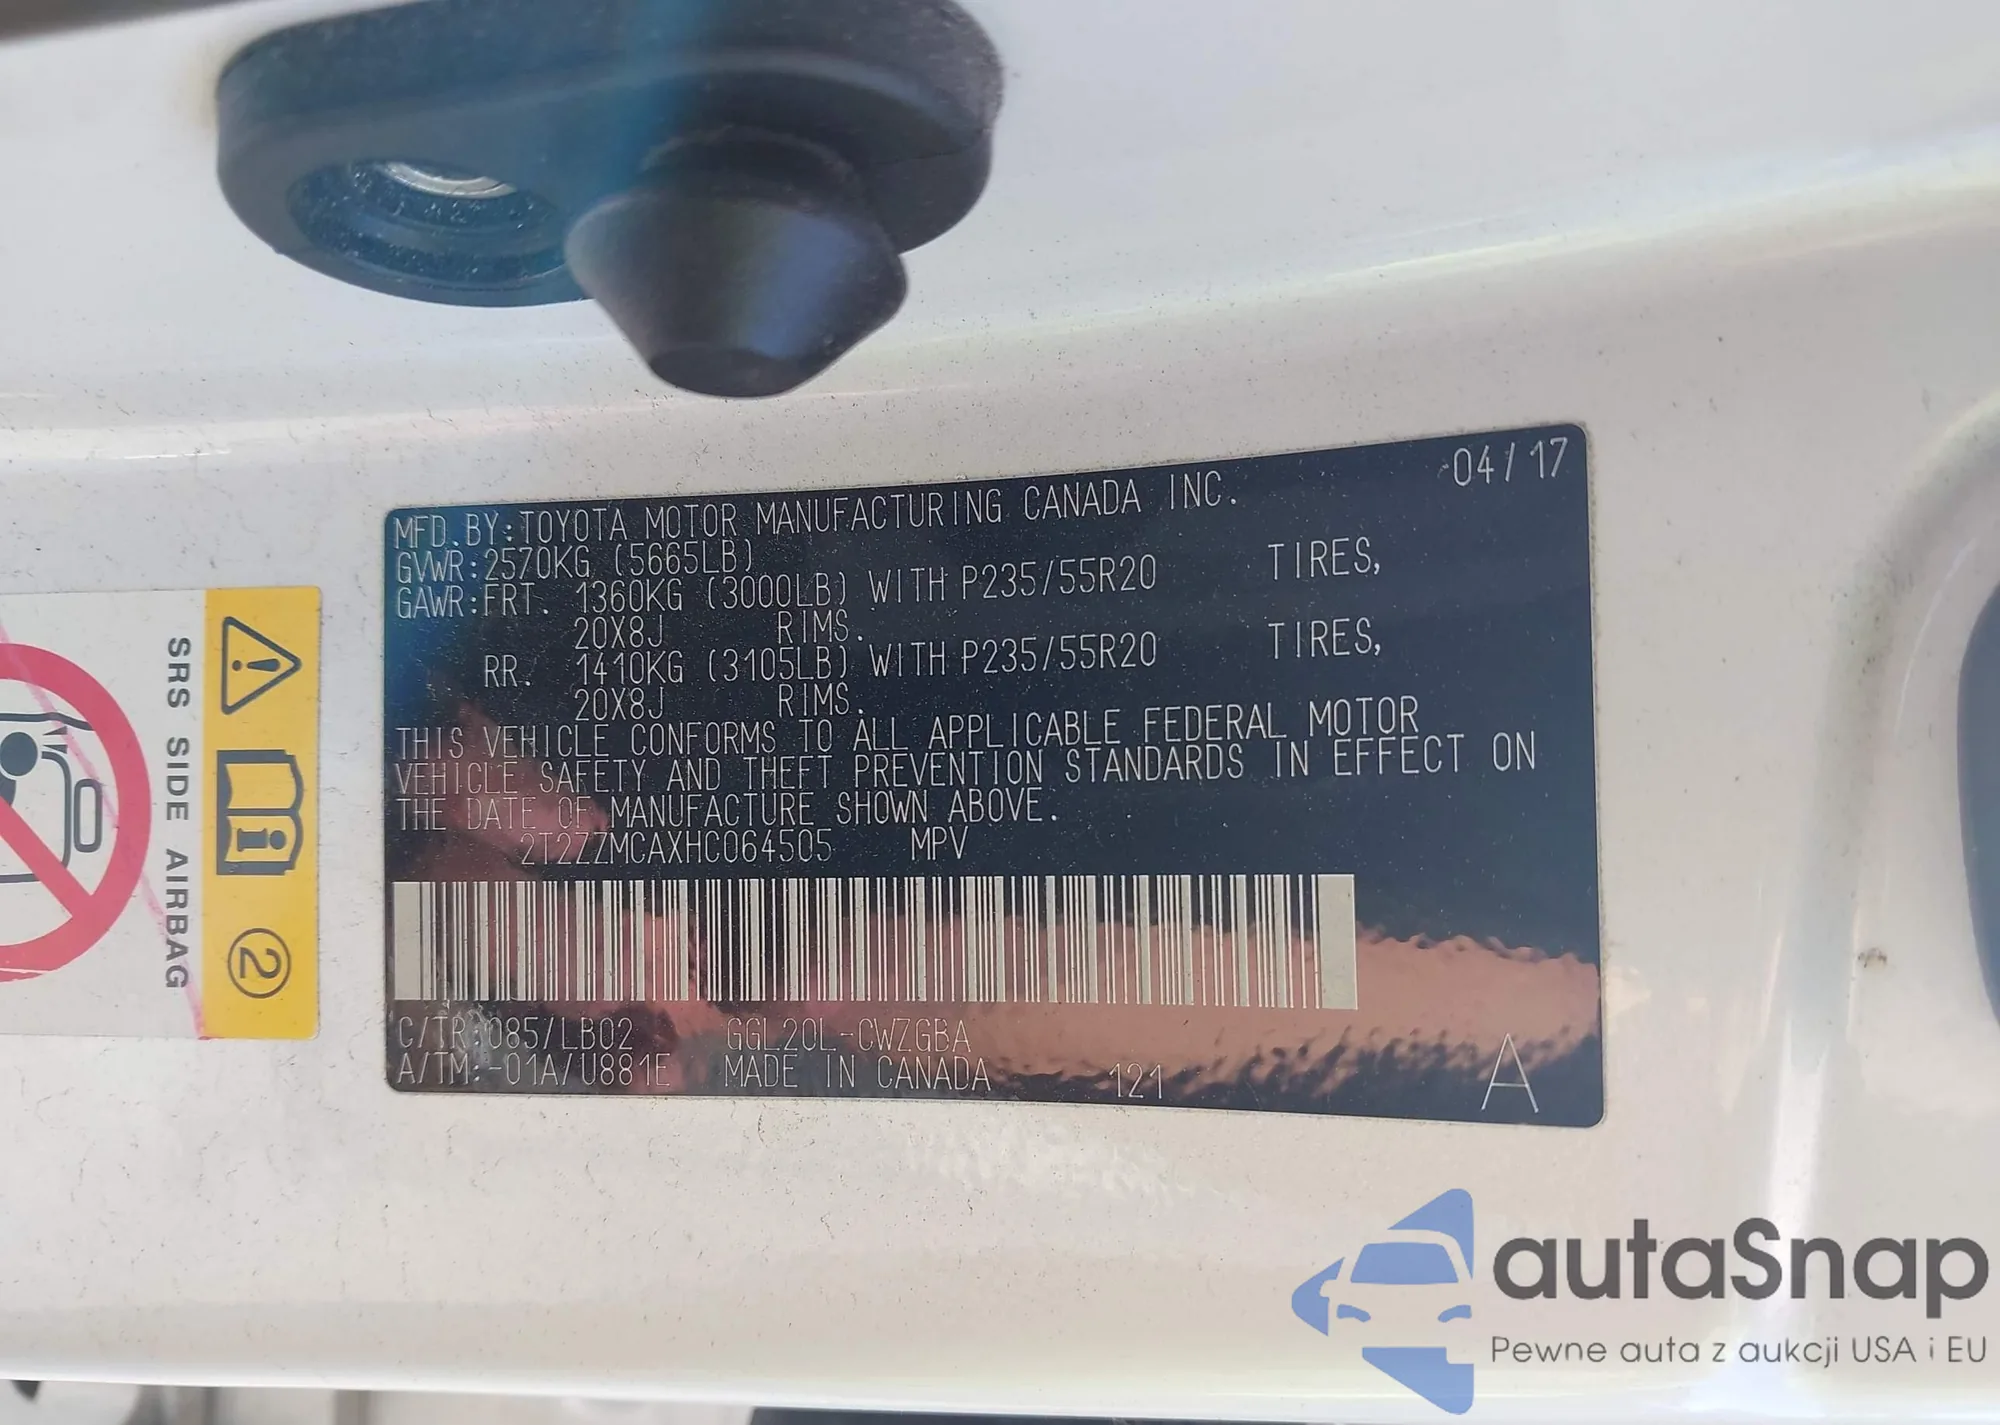 04/17
MFD.BY:TOYOTA MOTOR MANUFACTURING CANADA INC.
GVWR:2570KG (5665LB)
GAWR:FRT. 1360KG (3000LB) WITH P235/55R20 TIRES,
20X8J RIMS.
RR. 1410KG (3105LB) WITH P235/55R20 TIRES,
20X8J RIMS.
THIS VEHICLE CONFORMS TO ALL APPLICABLE FEDERAL MOTOR
VEHICLE SAFETY AND THEFT PREVENTION STANDARDS IN EFFECT ON
THE DATE OF MANUFACTURE SHOWN ABOVE.
2T2ZZMCAXHC064505 MPV
C/TR:085/LB02 GGL20L-CWZGBA
A/TM:-01A/U881E MADE IN CANADA 121 A
SRS SIDE AIRBAG
2
autaSnap
Pewne auta z aukcji USA i EU